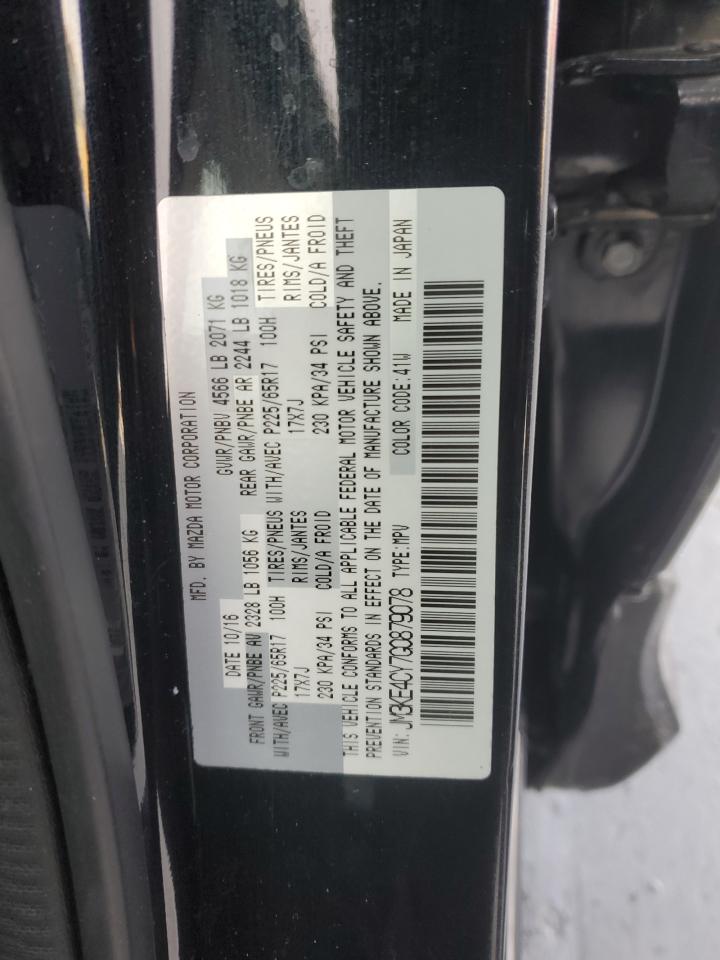 MFD. BY MAZDA MOTOR CORPORATION
DATE 10/16 GVWR/PNBV 4566 LB 2071 KG
FRONT GAWR/PNBE AV 2328 LB 1056 KG REAR GAWR/PNBE AR 2244 LB 1018 KG
WITH/AVEC P225/65R17 100H TIRES/PNEUS WITH/AVEC P225/65R17 100H TIRES/PNEUS
17X7J RIMS/JANTES 17X7J RIMS/JANTES
230 KPA/34 PSI COLD/A FROID 230 KPA/34 PSI COLD/A FROID
THIS VEHICLE CONFORMS TO ALL APPLICABLE FEDERAL MOTOR VEHICLE SAFETY AND THEFT
PREVENTION STANDARDS IN EFFECT ON THE DATE OF MANUFACTURE SHOWN ABOVE.
VIN: JM3KE4CY7G0879078 TYPE:MPV COLOR CODE:41W MADE IN JAPAN